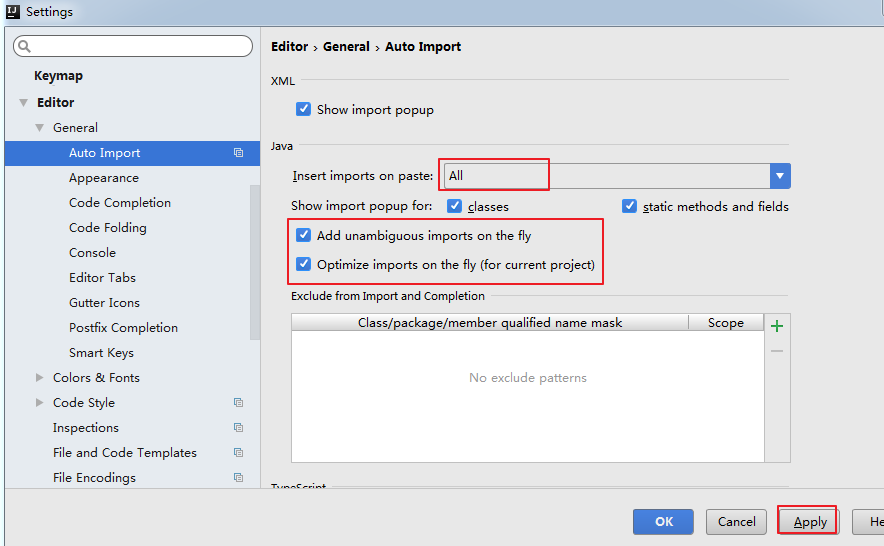 Settings
Keymap
Editor
General
Auto Import
Appearance
Code Completion
Code Folding
Console
Editor Tabs
Gutter Icons
Postfix Completion
Smart Keys
Colors & Fonts
Code Style
Inspections
File and Code Templates
File Encodings
Editor › General › Auto Import
XML
Show import popup
Java
Insert imports on paste: All
Show import popup for: classes static methods and fields
Add unambiguous imports on the fly
Optimize imports on the fly (for current project)
Exclude from Import and Completion
Class/package/member qualified name mask Scope
No exclude patterns
TypeScript
OK Cancel Apply He